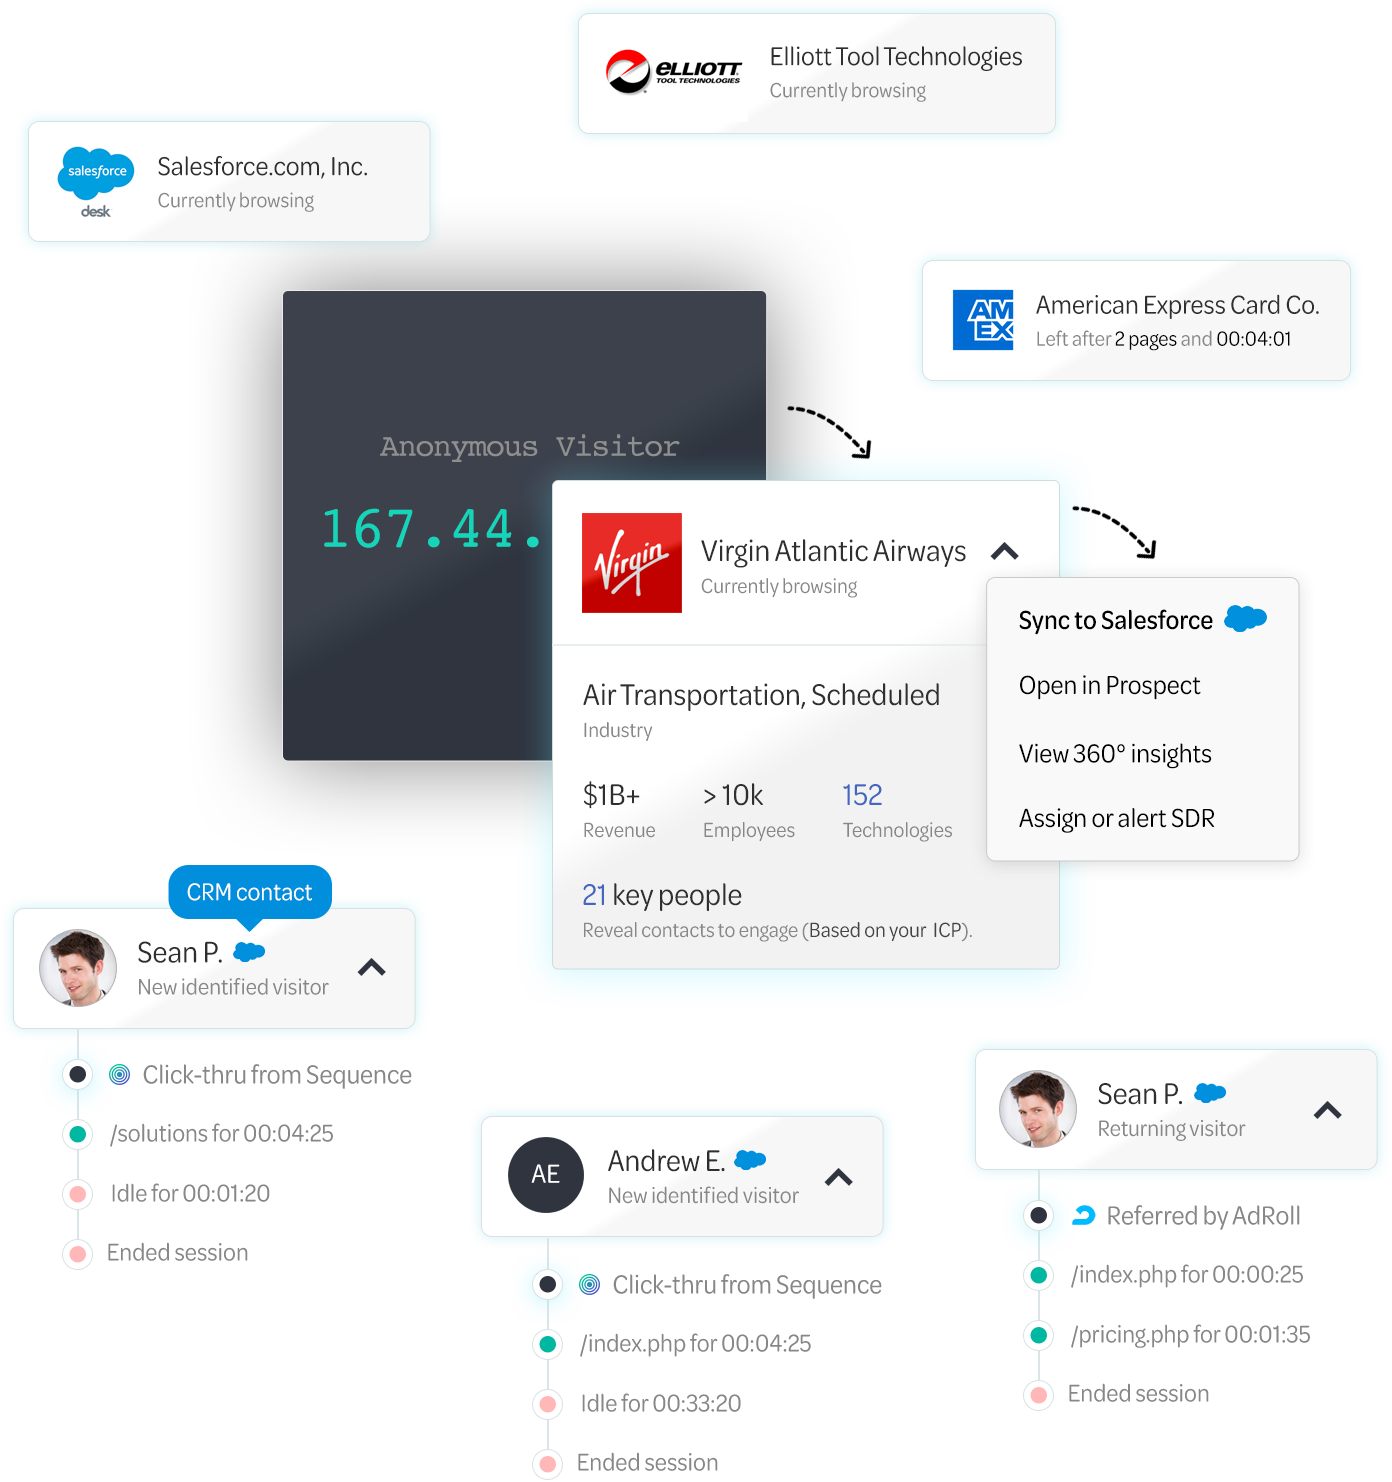 ELLIOTT
TOOL TECHNOLOGIES
Elliott Tool Technologies
Currently browsing
salesforce
desk
Salesforce.com, Inc.
Currently browsing
AM
EX
American Express Card Co.
Left after 2 pages and 00:04:01
Anonymous Visitor
167.44.
Virgin
Virgin Atlantic Airways
Currently browsing
Sync to Salesforce
Open in Prospect
View 360° insights
Assign or alert SDR
Air Transportation, Scheduled
Industry
$1B+
Revenue
> 10k
Employees
152
Technologies
21 key people
Reveal contacts to engage (Based on your ICP).
CRM contact
Sean P.
New identified visitor
Click-thru from Sequence
/solutions for 00:04:25
Idle for 00:01:20
Ended session
AE
Andrew E.
New identified visitor
Click-thru from Sequence
/index.php for 00:04:25
Idle for 00:33:20
Ended session
Sean P.
Returning visitor
Referred by AdRoll
/index.php for 00:00:25
/pricing.php for 00:01:35
Ended session